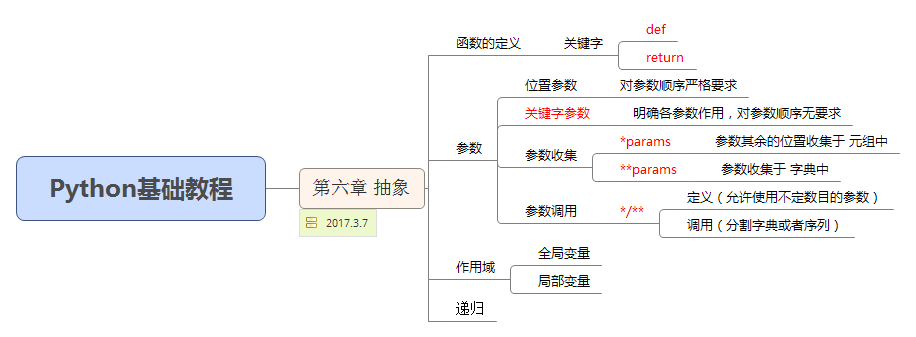 Python基础教程
第六章 抽象
2017.3.7
函数的定义
关键字
def
return
参数
位置参数
对参数顺序严格要求
关键字参数
明确各参数作用，对参数顺序无要求
参数收集
*params
参数其余的位置收集于 元组中
**params
参数收集于 字典中
参数调用
*/**
定义（允许使用不定数目的参数）
调用（分割字典或者序列）
作用域
全局变量
局部变量
递归